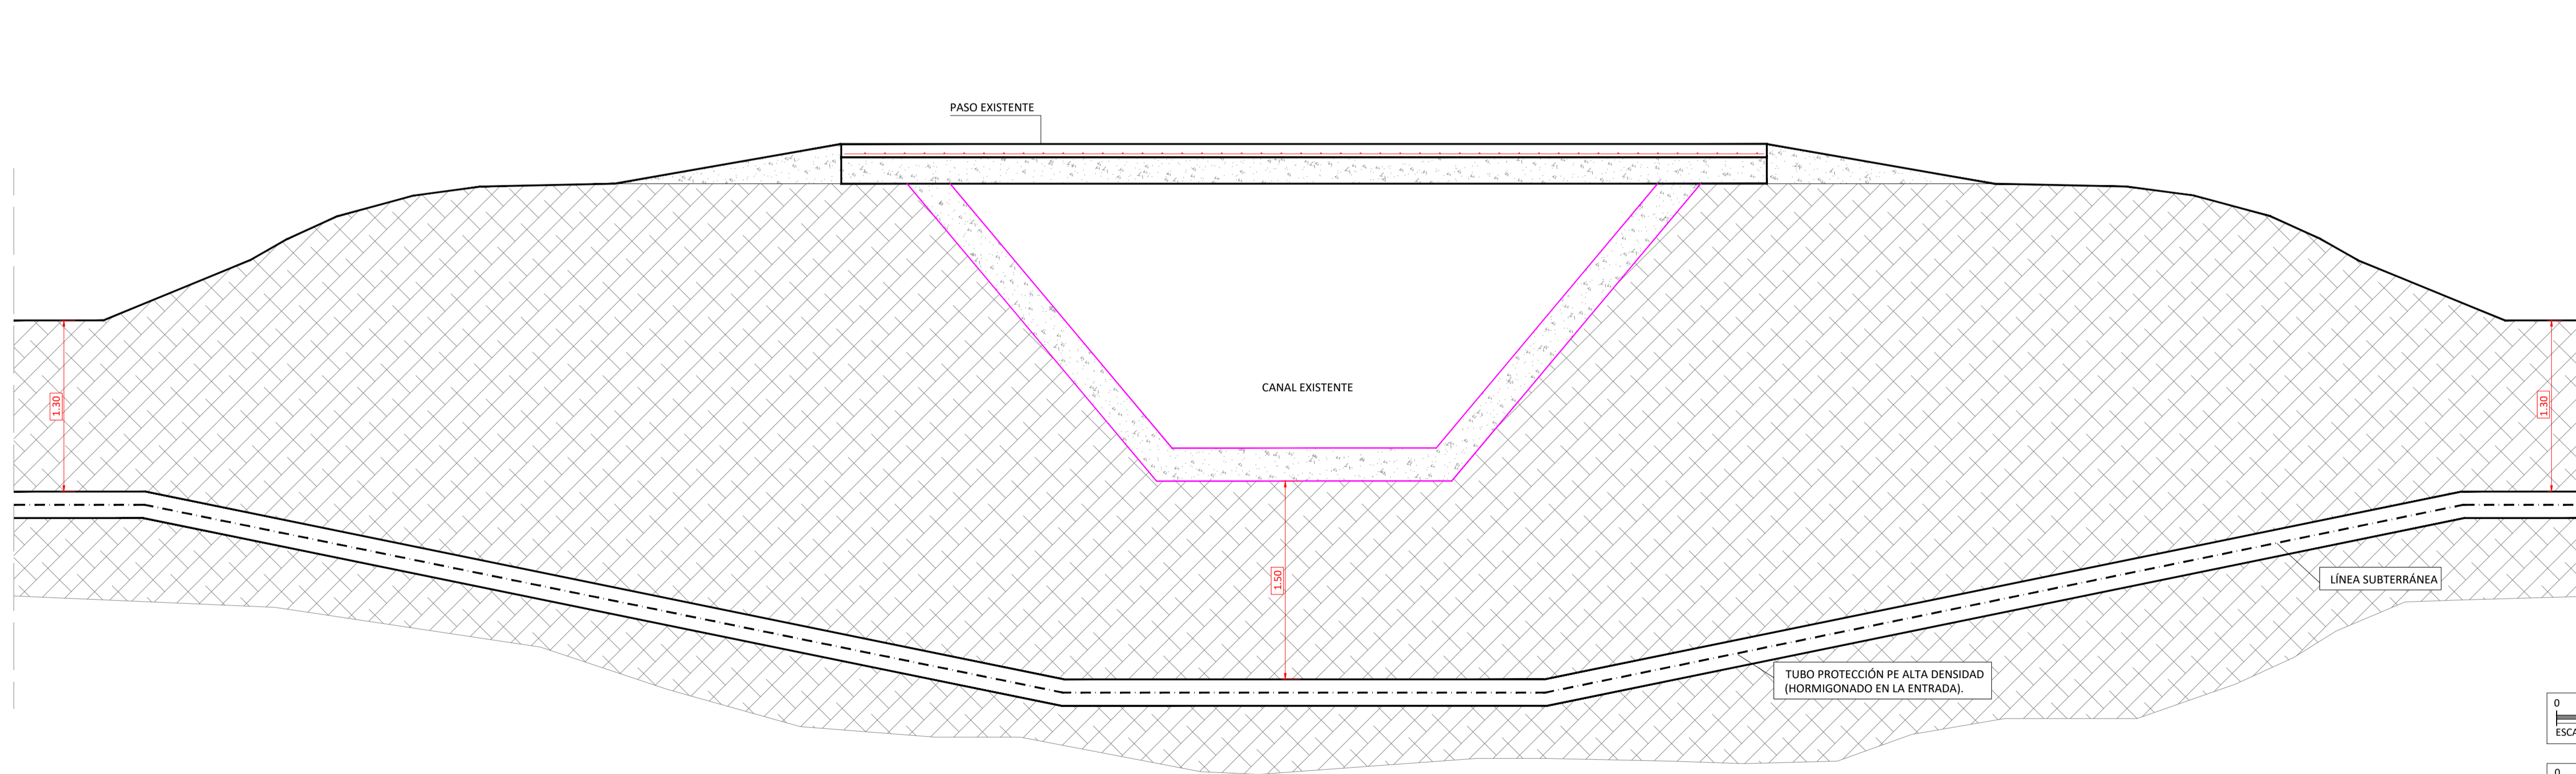 PASO EXISTENTE
CANAL EXISTENTE
1.30
1.30
1.50
LÍNEA SUBTERRÁNEA
TUBO PROTECCIÓN PE ALTA DENSIDAD
(HORMIGONADO EN LA ENTRADA).
0
ESCA
0